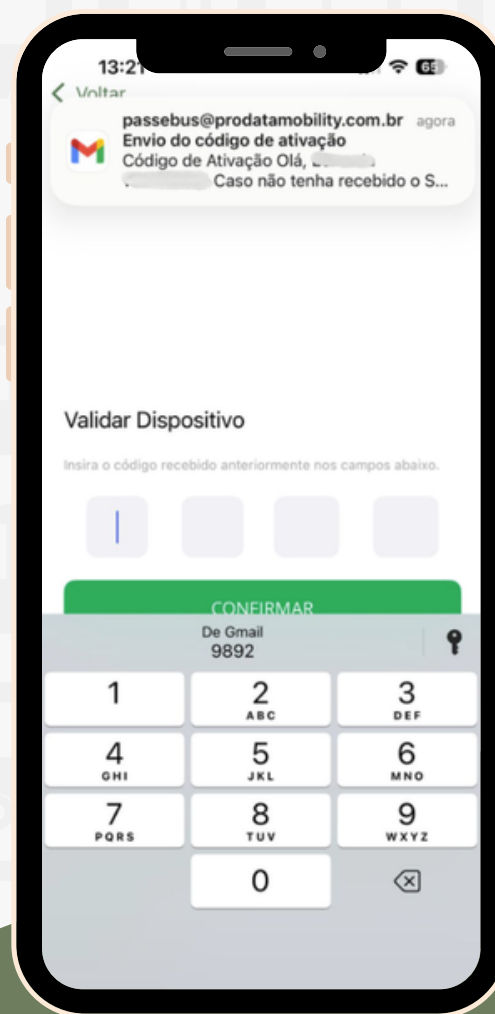 13:21
Voltar
passebus@prodatamobility.com.br agora
Envio do código de ativação
Código de Ativação Olá,
Caso não tenha recebido o S...
Validar Dispositivo
Insira o código recebido anteriormente nos campos abaixo.
CONFIRMAR
De Gmail
9892
1
2
ABC
3
DEF
4
GHI
5
JKL
6
MNO
7
PQRS
8
TUV
9
WXYZ
0